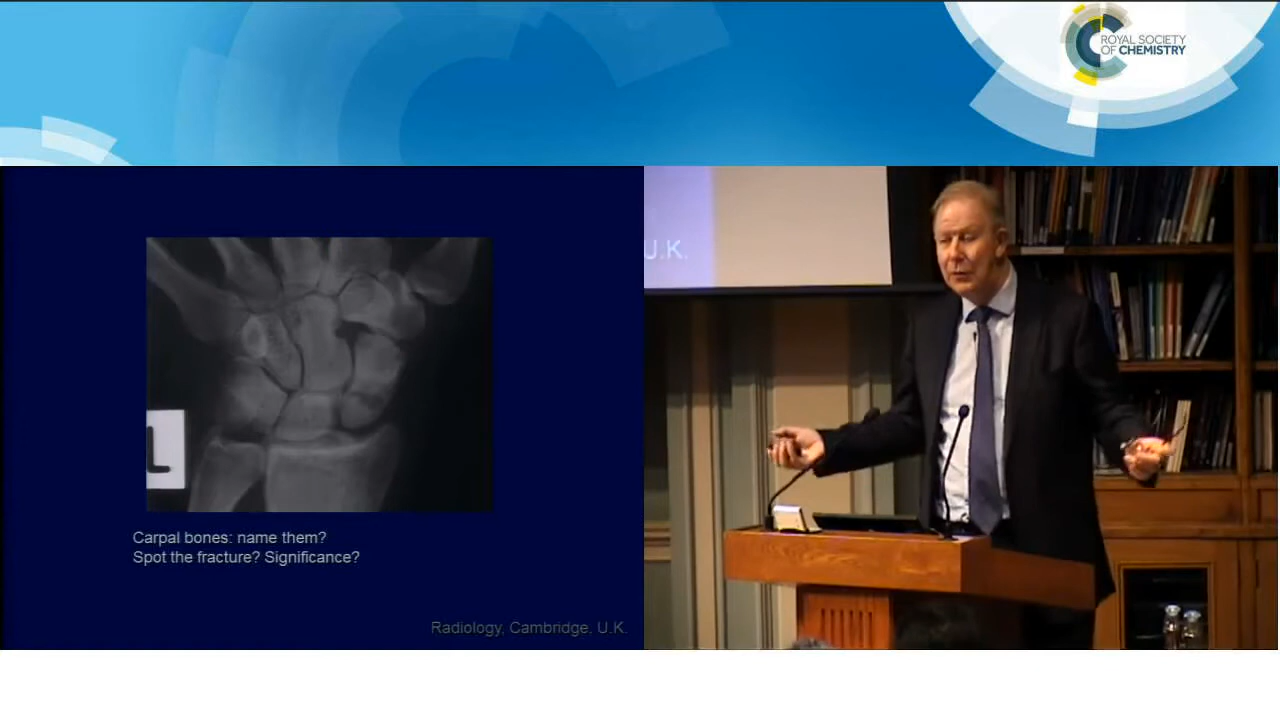 ROYAL SOCIETY
OF CHEMISTRY
U.K.
L
Carpal bones: name them?
Spot the fracture? Significance?
Radiology, Cambridge, U.K.